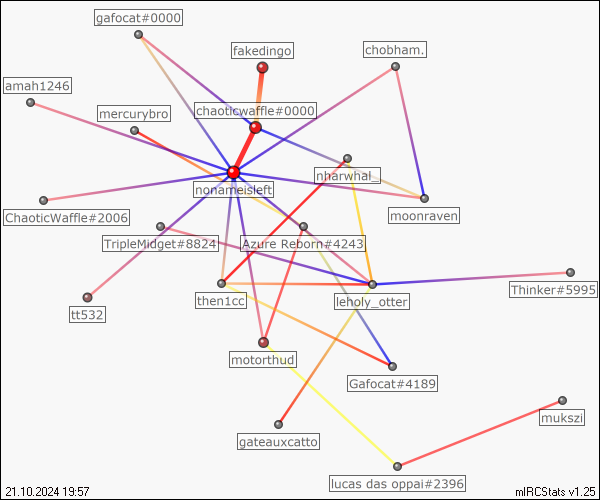 gafocat#0000
fakedingo
chobham.
amah1246
mercurybro
chaoticwaffle#0000
nharwhal_
nonameisleft
ChaoticWaffle#2006
moonraven
TripleMidget#8824
Azure Reborn#4243
Thinker#5995
tt532
then1cc
leholy_otter
motorthud
Gafocat#4189
gateauxcatto
mukszi
lucas das oppai#2396
21.10.2024 19:57
mIRCStats v1.25